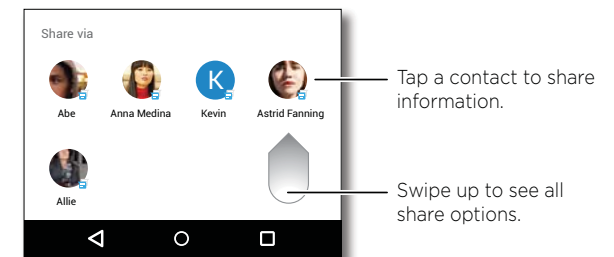 Share via
Tap a contact to share
information.
K
Abe
Anna Medina
Kevin
Astrid Fanning
Swipe up to see all
share options.
Allie